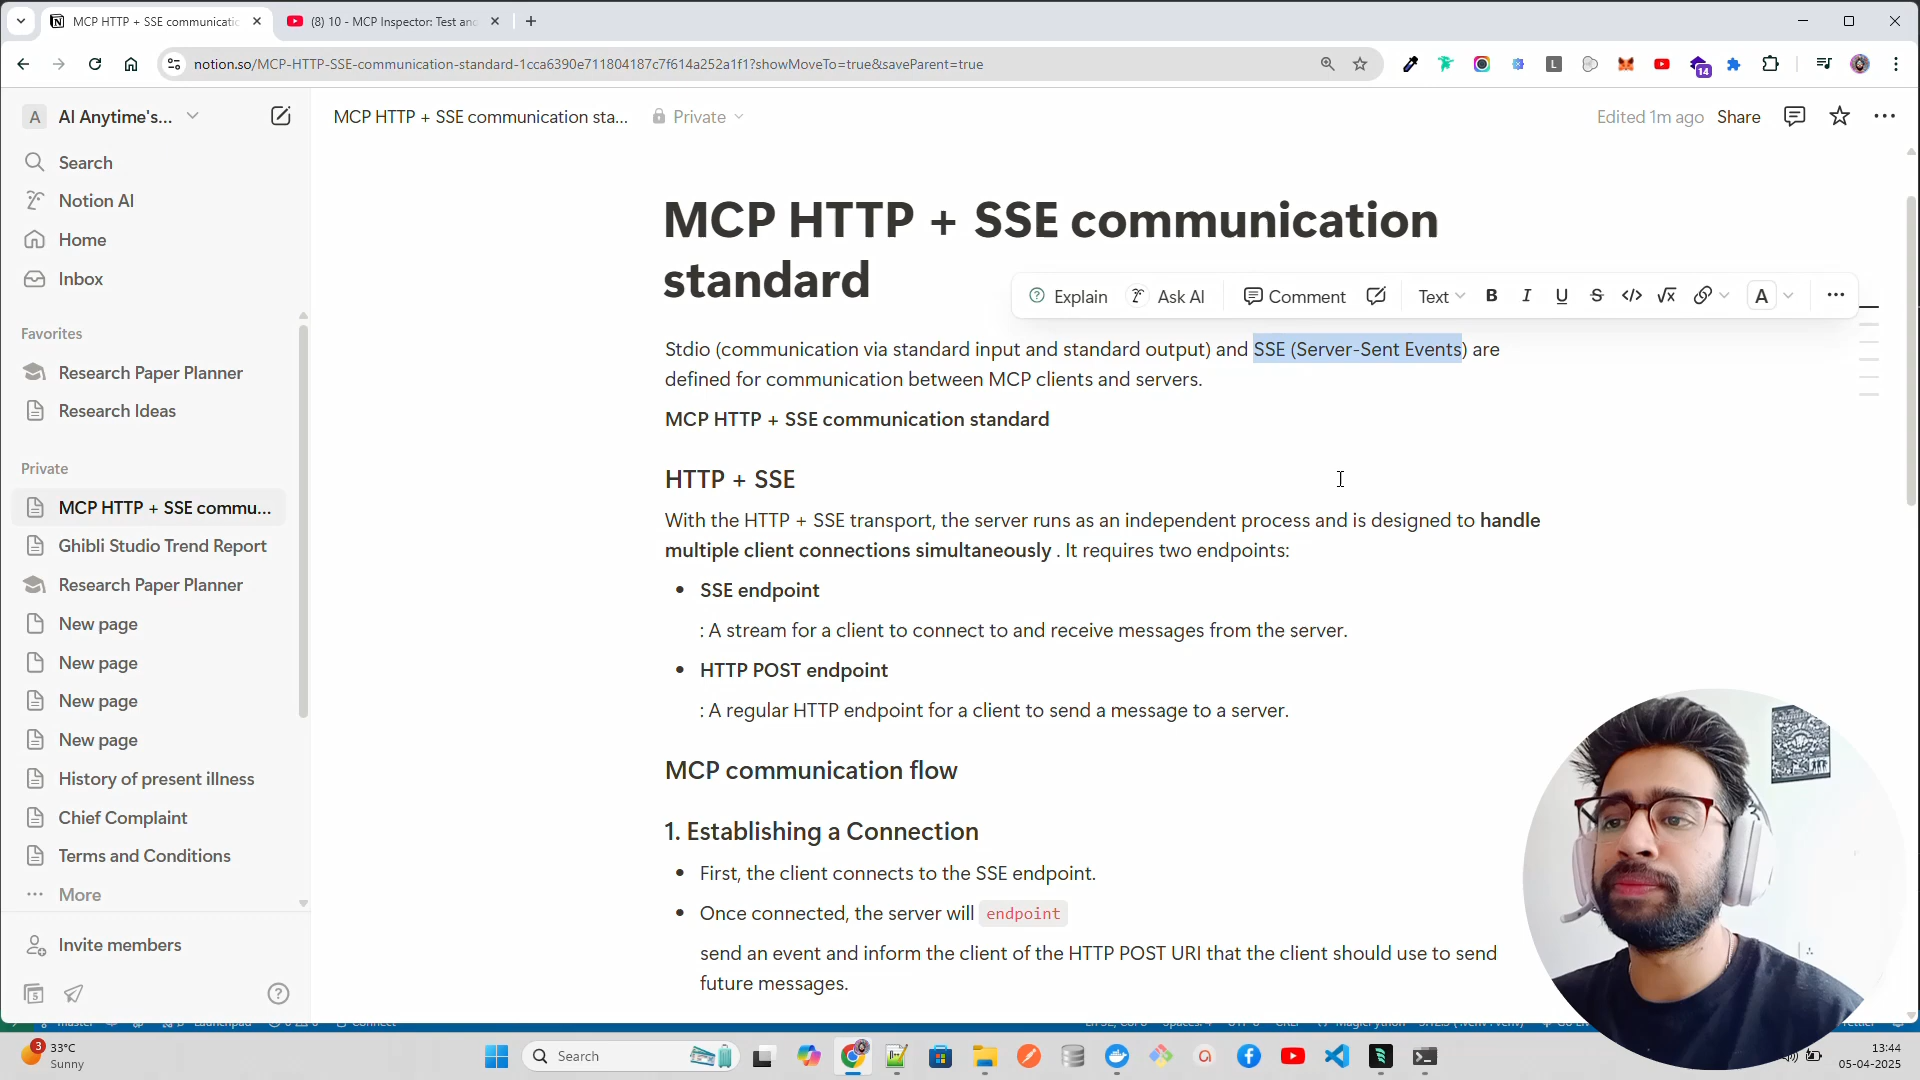 MCP HTTP + SSE communicatio
(8) 10 - MCP Inspector: Test and
notion.so/MCP-HTTP-SSE-communication-standard-1cca6390e711804187c7f614a252a1f1?showMoveTo=true&saveParent=true
L
14
A
AI Anytime's...
MCP HTTP + SSE communication sta...
Private
Edited 1m ago
Share
Search
Notion AI
Home
Inbox
Favorites
Research Paper Planner
Research Ideas
Private
MCP HTTP + SSE commu...
Ghibli Studio Trend Report
Research Paper Planner
New page
New page
New page
New page
History of present illness
Chief Complaint
Terms and Conditions
More
Invite members
MCP HTTP + SSE communication
standard
Explain
Ask AI
Comment
Text
B
I
U
S
A
Stdio (communication via standard input and standard output) and SSE (Server-Sent Events) are
defined for communication between MCP clients and servers.
MCP HTTP + SSE communication standard
HTTP + SSE
With the HTTP + SSE transport, the server runs as an independent process and is designed to handle
multiple client connections simultaneously . It requires two endpoints:
• SSE endpoint
: A stream for a client to connect to and receive messages from the server.
• HTTP POST endpoint
: A regular HTTP endpoint for a client to send a message to a server.
MCP communication flow
1. Establishing a Connection
• First, the client connects to the SSE endpoint.
• Once connected, the server will endpoint
send an event and inform the client of the HTTP POST URI that the client should use to send
future messages.
3
33°C
Sunny
Search
13:44
05-04-2025